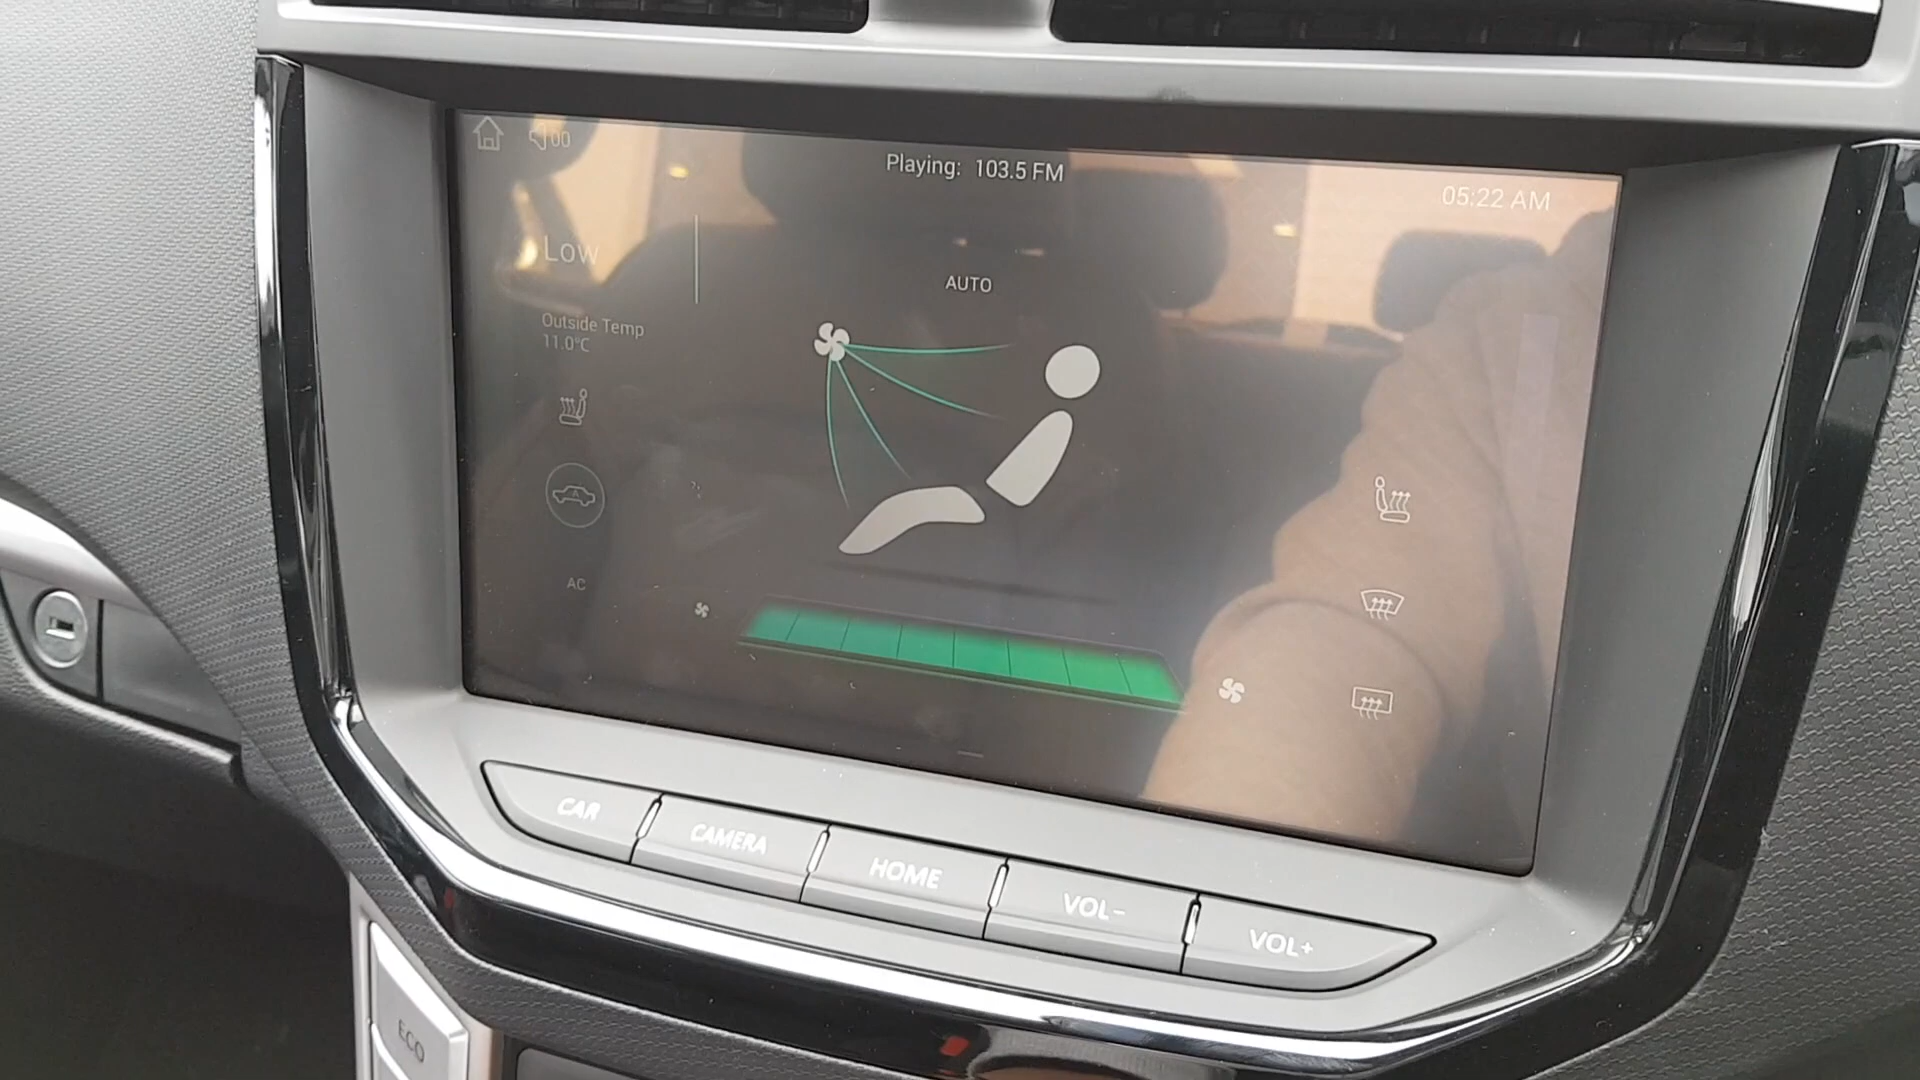 00
Playing: 103.5 FM
05:22 AM
Low
AUTO
Outside Temp
11.0°C
A
AC
CAR
CAMERA
HOME
VOL-
VOL+
ECO